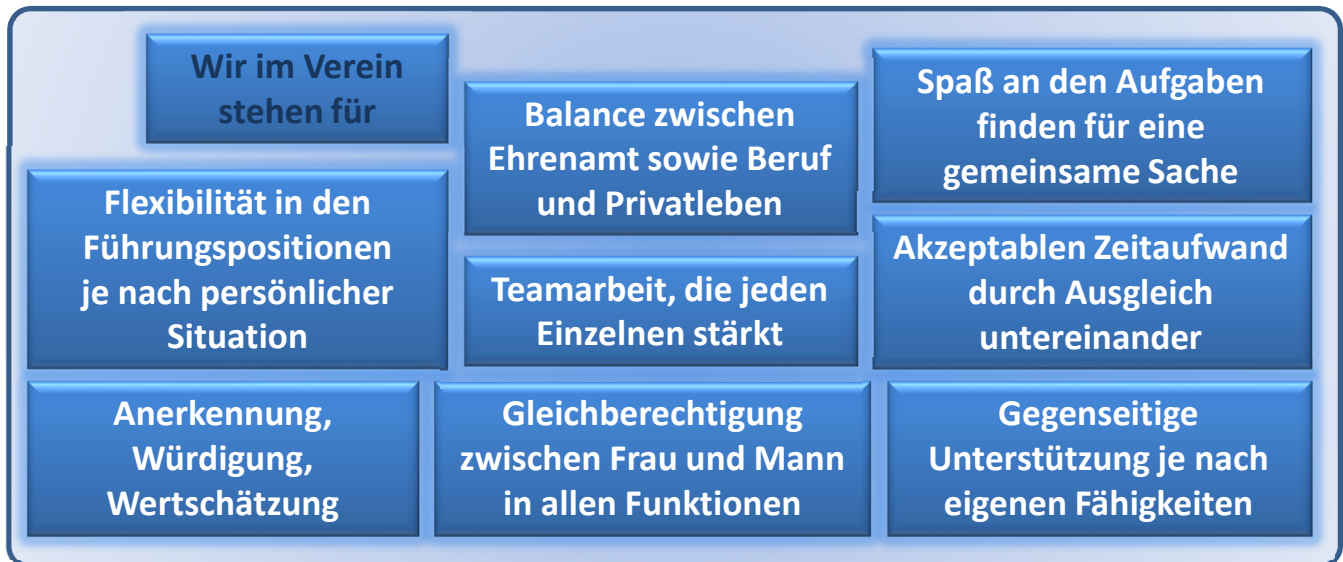 Wir im Verein
stehen für
Balance zwischen
Ehrenamt sowie Beruf
und Privatleben
Spaß an den Aufgaben
finden für eine
gemeinsame Sache
Flexibilität in den
Führungspositionen
je nach persönlicher
Situation
Teamarbeit, die jeden
Einzelnen stärkt
Akzeptablen Zeitaufwand
durch Ausgleich
untereinander
Anerkennung,
Würdigung,
Wertschätzung
Gleichberechtigung
zwischen Frau und Mann
in allen Funktionen
Gegenseitige
Unterstützung je nach
eigenen Fähigkeiten